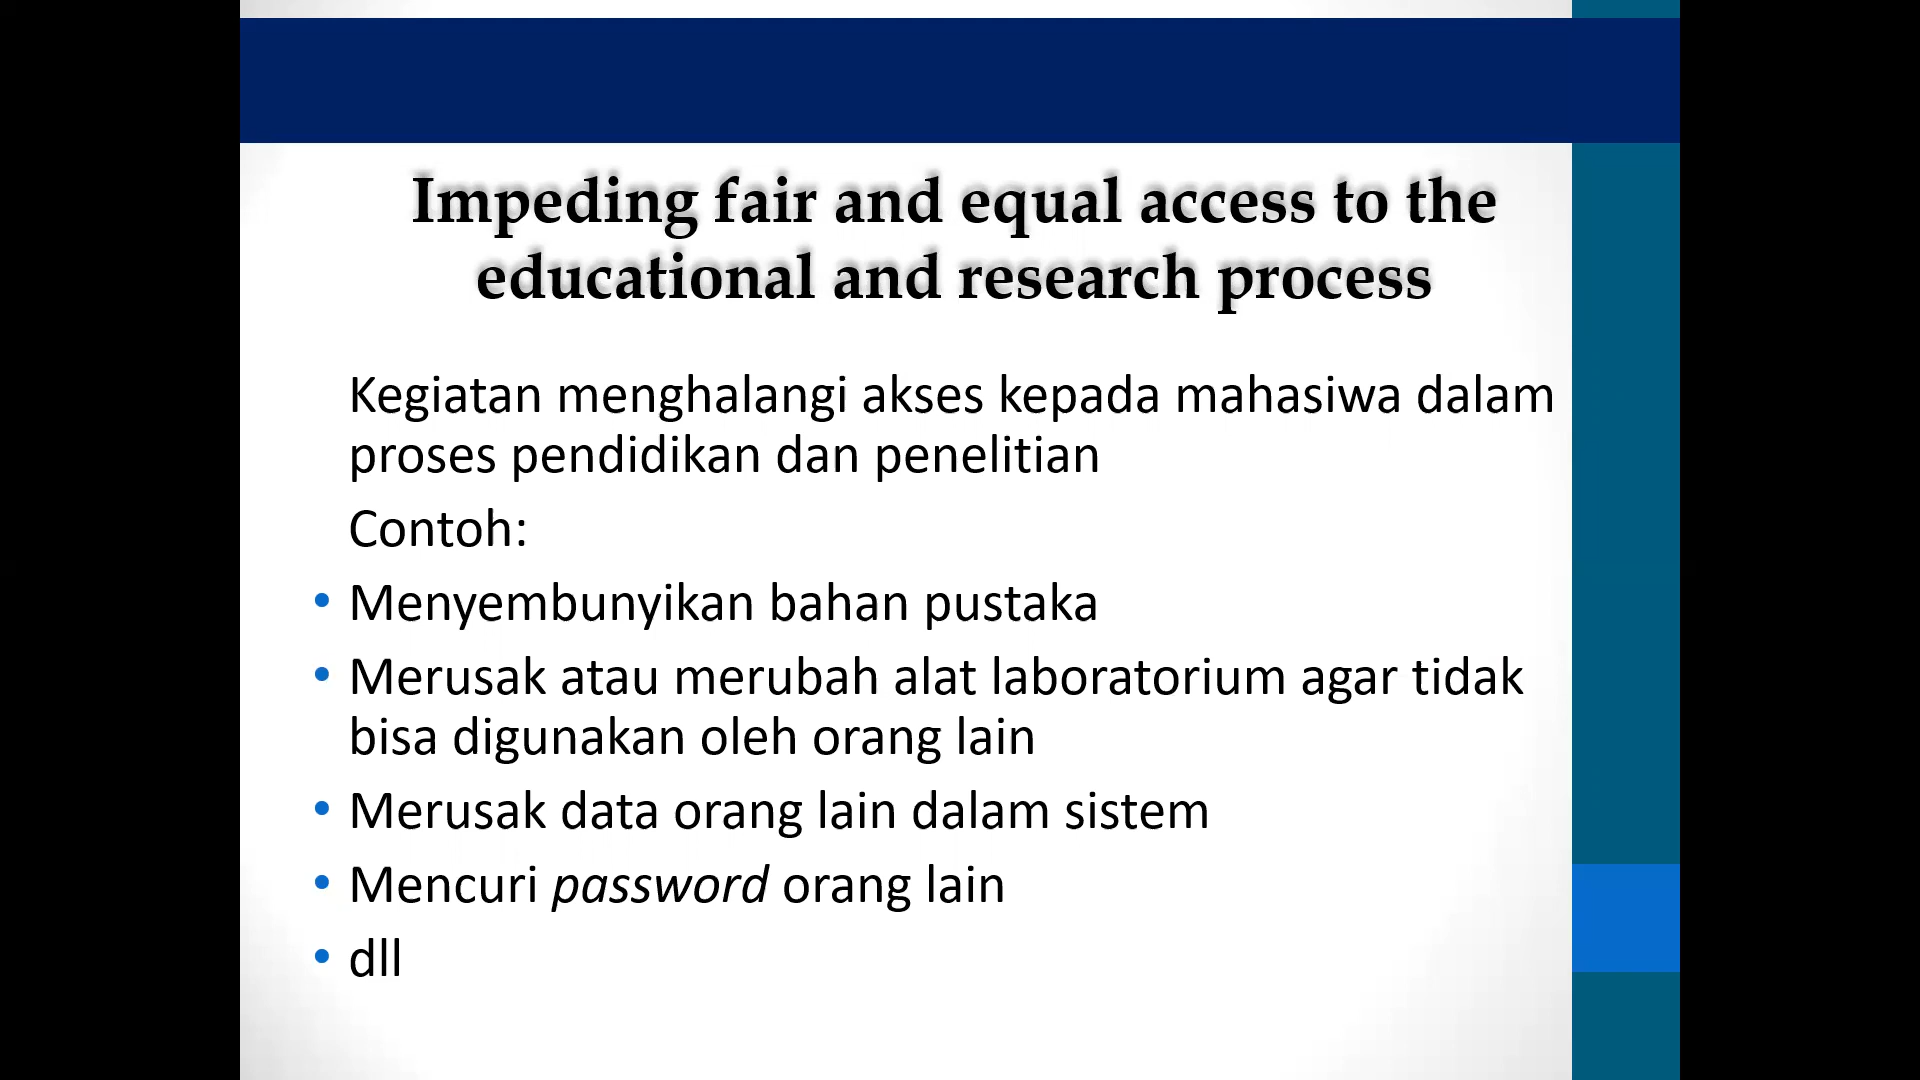 Impeding fair and equal access to the
educational and research process
Kegiatan menghalangi akses kepada mahasiwa dalam
proses pendidikan dan penelitian
Contoh:
• Menyembunyikan bahan pustaka
• Merusak atau merubah alat laboratorium agar tidak
bisa digunakan oleh orang lain
• Merusak data orang lain dalam sistem
• Mencuri password orang lain
• dll